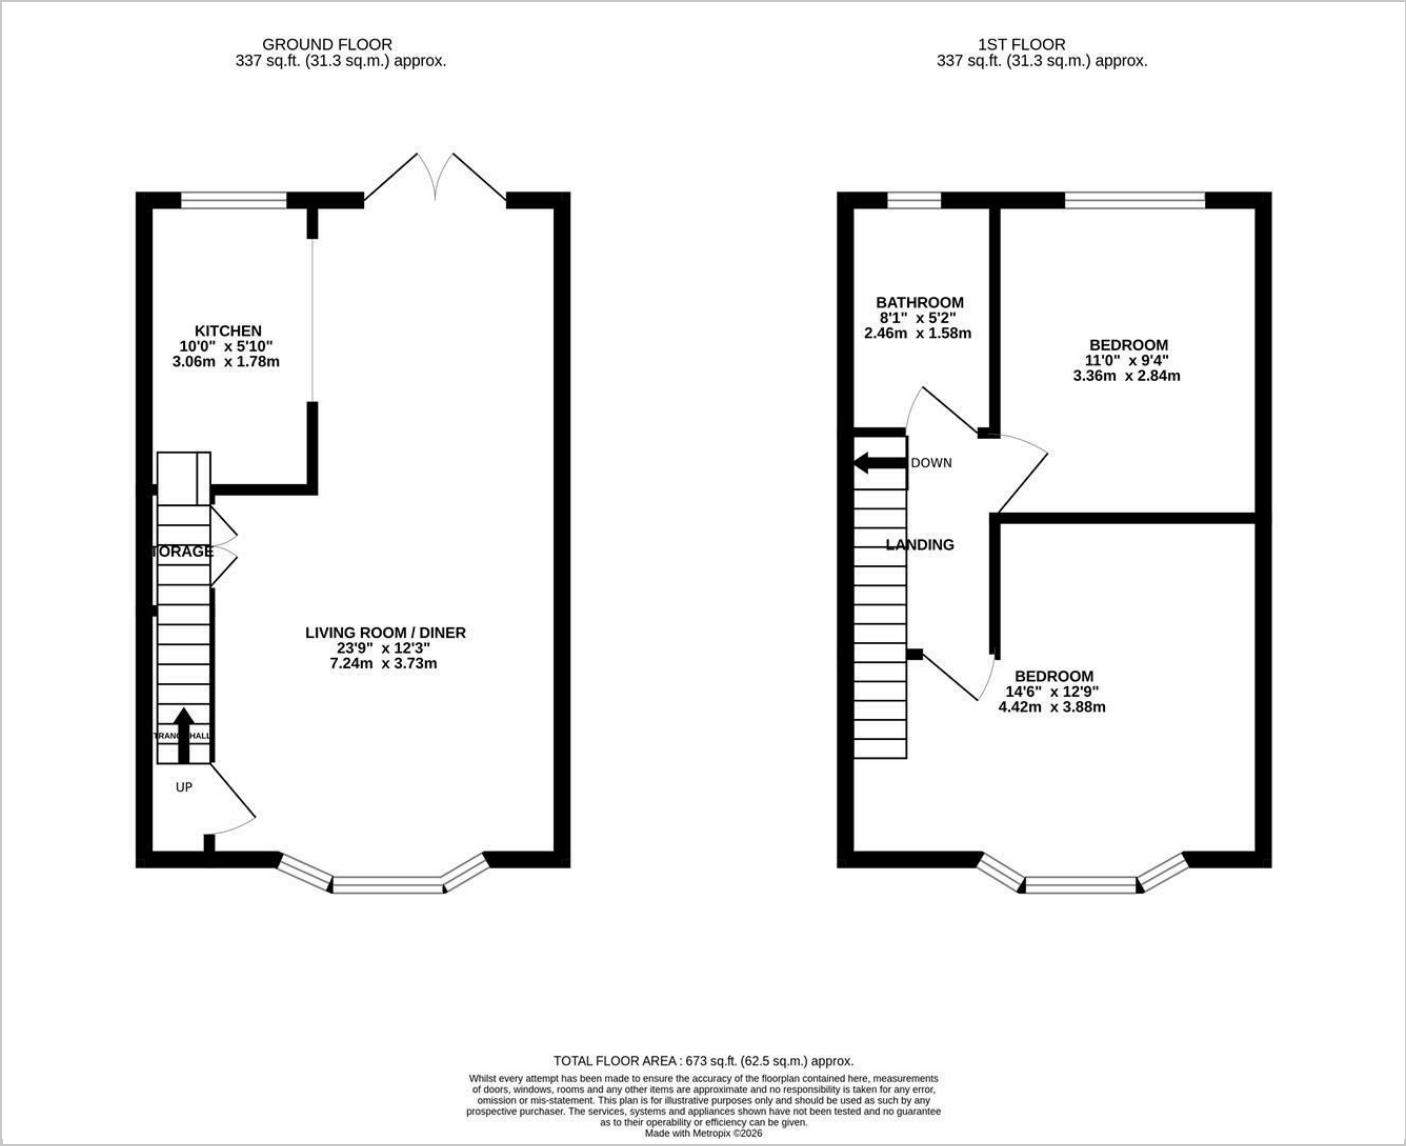 GROUND FLOOR
337 sq.ft. (31.3 sq.m.) approx.
1ST FLOOR
337 sq.ft. (31.3 sq.m.) approx.
KITCHEN
10'0" x 5'10"
3.06m x 1.78m
TORAGE
LIVING ROOM / DINER
23'9" x 12'3"
7.24m x 3.73m
UP
BATHROOM
8'1" x 5'2"
2.46m x 1.58m
BEDROOM
11'0" x 9'4"
3.36m x 2.84m
DOWN
LANDING
BEDROOM
14'6" x 12'9"
4.42m x 3.88m
TOTAL FLOOR AREA : 673 sq.ft. (62.5 sq.m.) approx.
Whilst every attempt has been made to ensure the accuracy of the floorplan contained here, measurements
of doors, windows, rooms and any other items are approximate and no responsibility is taken for any error,
omission or mis-statement. This plan is for illustrative purposes only and should be used as such by any
prospective purchaser. The services, systems and appliances shown have not been tested and no guarantee
as to their operability or efficiency can be given.
Made with Metropix ©2026